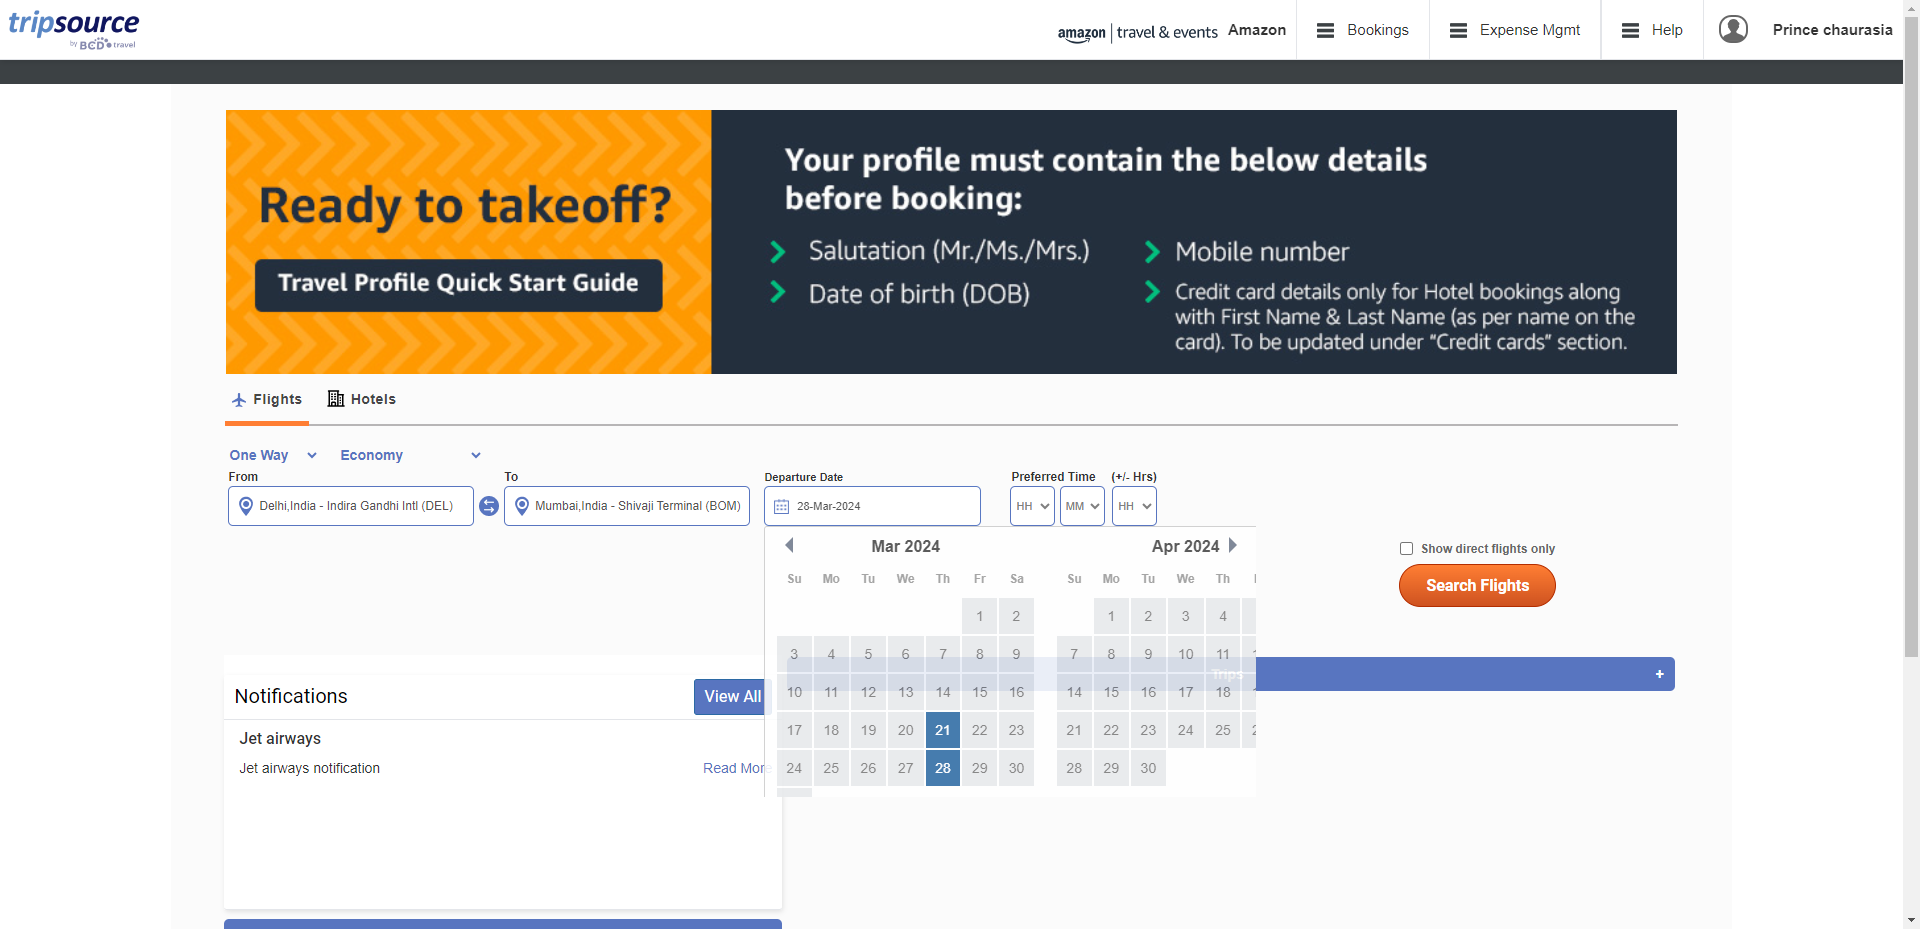 tripsource
by BCD travel
amazon | travel & events Amazon
Bookings
Expense Mgmt
Help
Prince chaurasia
Ready to takeoff?
Travel Profile Quick Start Guide
Your profile must contain the below details
before booking:
Salutation (Mr./Ms./Mrs.)
Date of birth (DOB)
Mobile number
Credit card details only for Hotel bookings along
with First Name & Last Name (as per name on the
card). To be updated under “Credit cards” section.
Flights Hotels
One Way Economy
From To Departure Date Preferred Time (+/- Hrs)
Delhi,India - Indira Gandhi Intl (DEL) Mumbai,India - Shivaji Terminal (BOM) 28-Mar-2024 HH MM HH
Mar 2024 Apr 2024
Su Mo Tu We Th Fr Sa Su Mo Tu We Th
1 2 1 2 3 4
3 4 5 6 7 8 9 7 8 9 10 11
10 11 12 13 14 15 16 14 15 16 17 18
17 18 19 20 21 22 23 21 22 23 24 25
24 25 26 27 28 29 30 28 29 30
Show direct flights only
Search Flights
Trips +
Notifications View All
Jet airways
Jet airways notification Read More